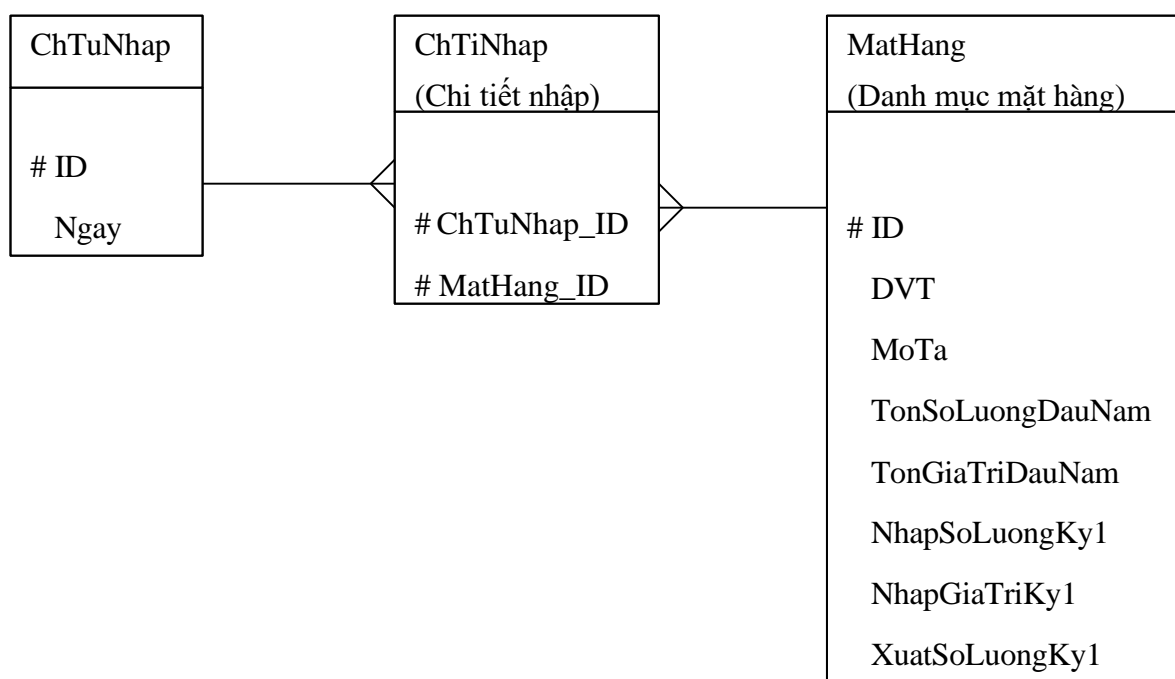 ChTuNhap
# ID
Ngay
ChTiNhap
(Chi tiết nhập)
# ChTuNhap_ID
# MatHang_ID
MatHang
(Danh mục mặt hàng)
# ID
DVT
MoTa
TonSoLuongDauNam
TonGiaTriDauNam
NhapSoLuongKy1
NhapGiaTriKy1
XuatSoLuongKy1